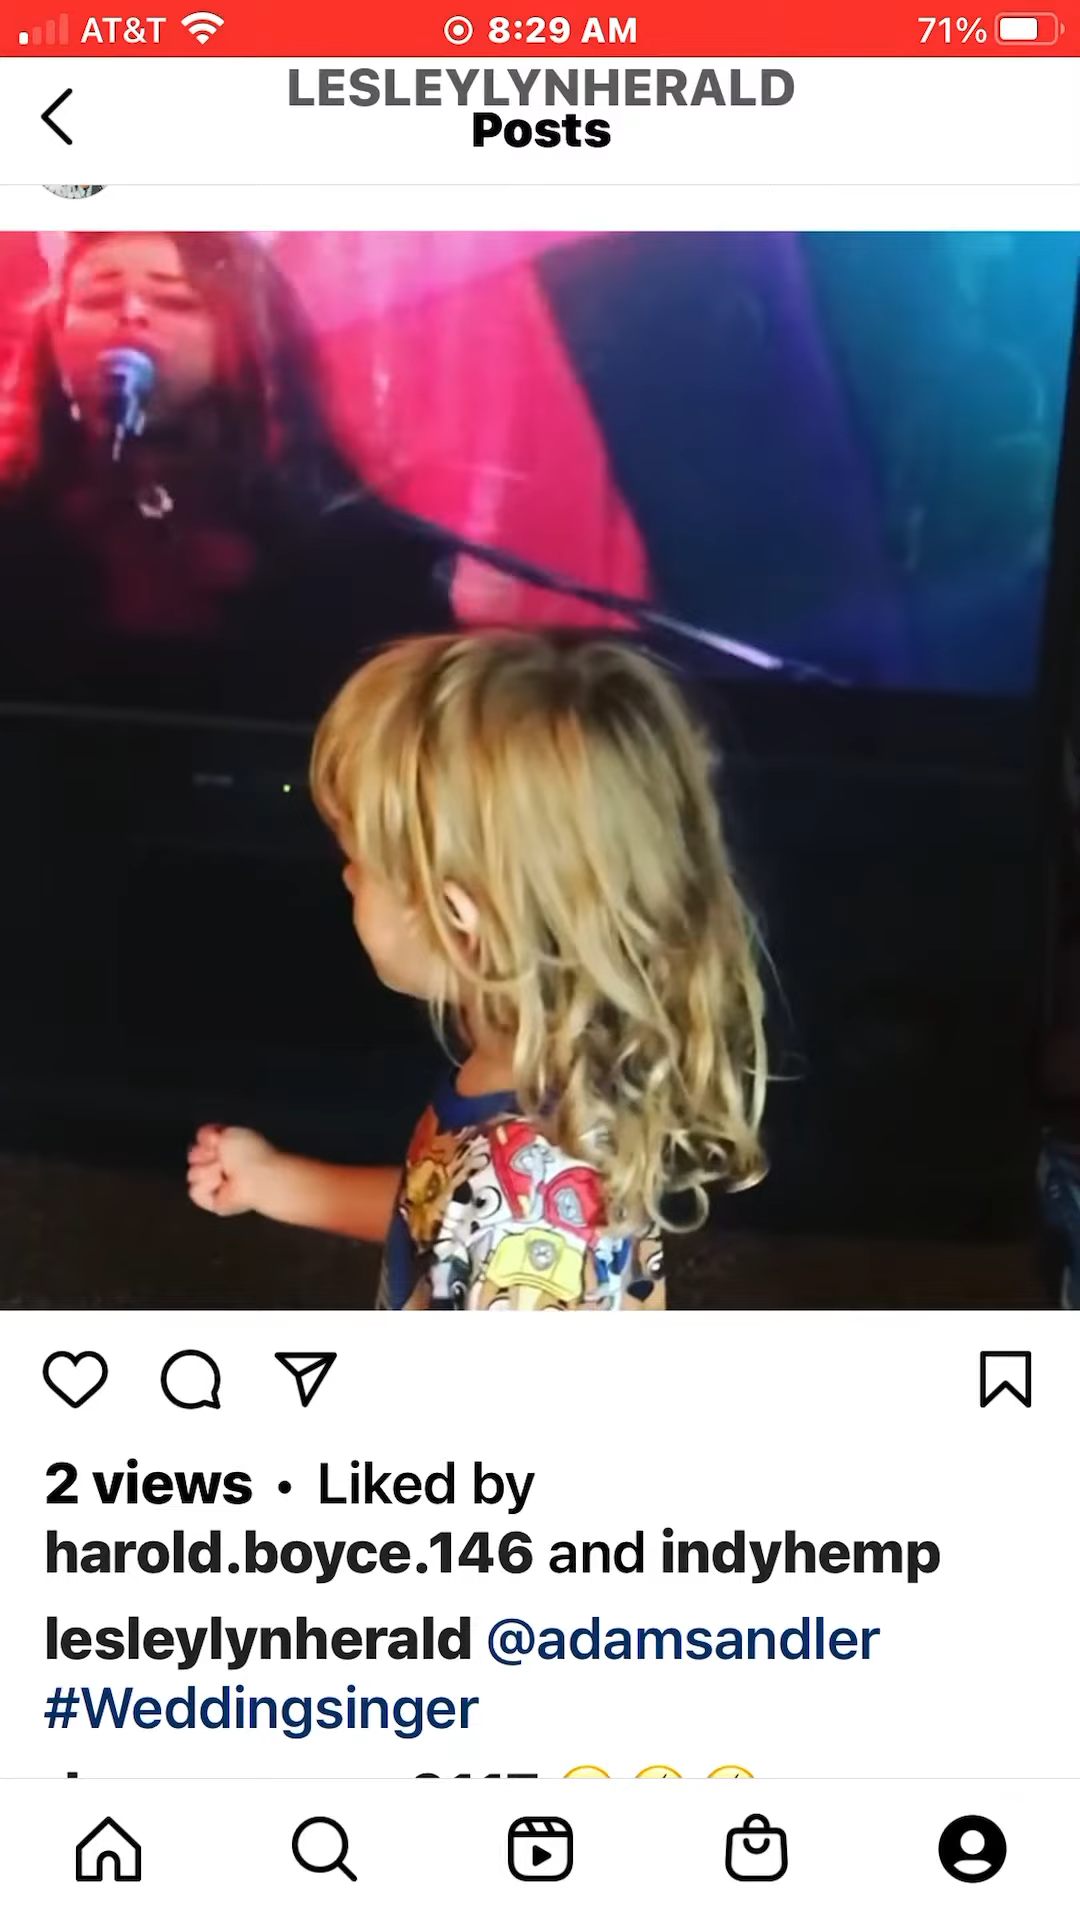 AT&T 8:29 AM 71%
LESLEYLYNHERALD
Posts
2 views • Liked by
harold.boyce.146 and indyhemp
lesleylynherald @adamsandler
#Weddingsinger